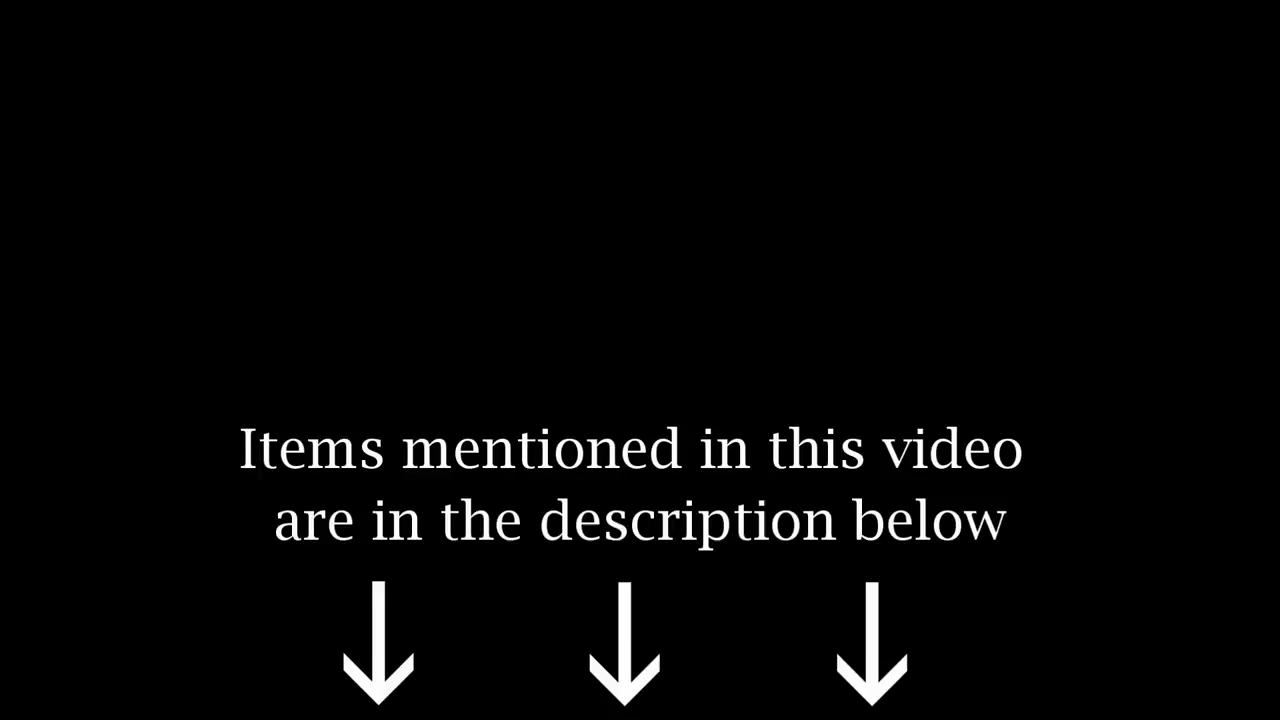 Items mentioned in this video
are in the description below